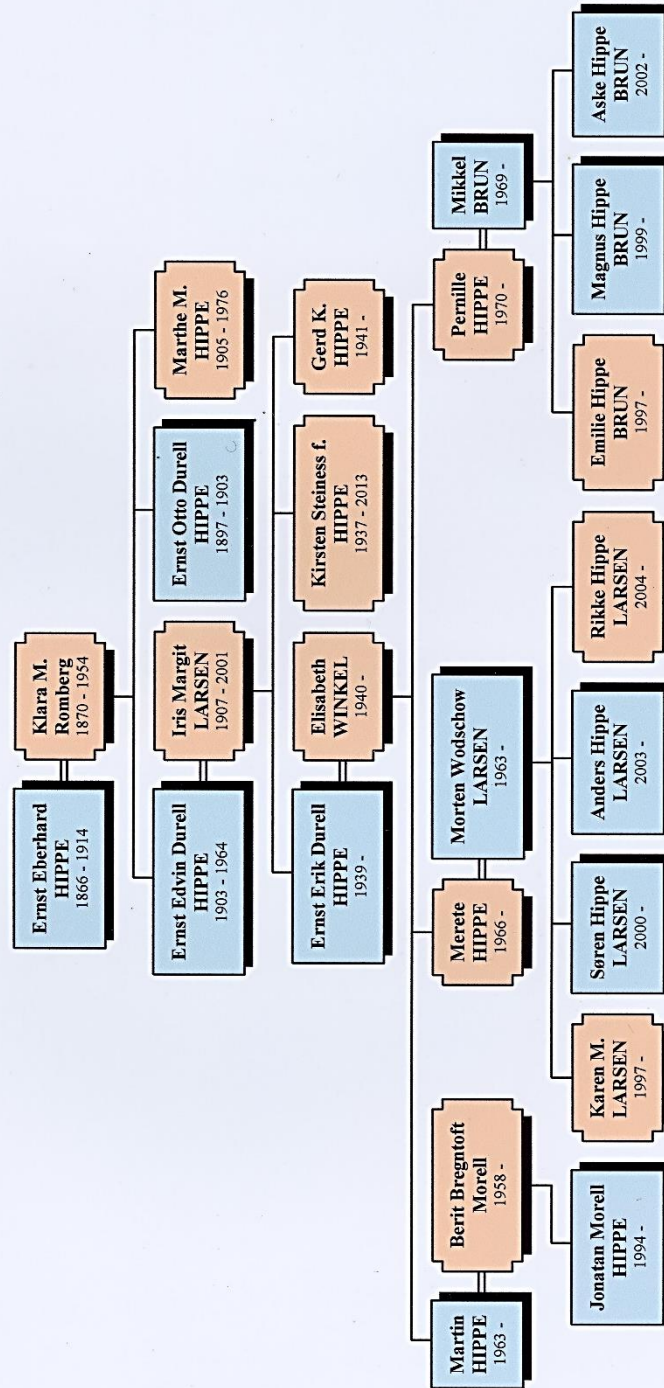 Ernst Eberhard
HIPPE
1866 - 1914
Klara M.
Romberg
1870 - 1954
Ernst Edvin Durell
HIPPE
1903 - 1964
Iris Margit
LARSEN
1907 - 2001
Ernst Otto Durell
HIPPE
1897 - 1903
Marthe M.
HIPPE
1905 - 1976
Ernst Erik Durell
HIPPE
1939 -
Elisabeth
WINKEL
1940 -
Kirsten Steiness f.
HIPPE
1937 - 2013
Gerd K.
HIPPE
1941 -
Martin
HIPPE
1963 -
Berit Bregntoft
Morell
1958 -
Merete
HIPPE
1966 -
Morten Wodschow
LARSEN
1963 -
Pernille
HIPPE
1970 -
Mikkel
BRUN
1969 -
Jonatan Morell
HIPPE
1994 -
Karen M.
LARSEN
1997 -
Søren Hippe
LARSEN
2000 -
Anders Hippe
LARSEN
2003 -
Rikke Hippe
LARSEN
2004 -
Emilie Hippe
BRUN
1997 -
Magnus Hippe
BRUN
1999 -
Aske Hippe
BRUN
2002 -